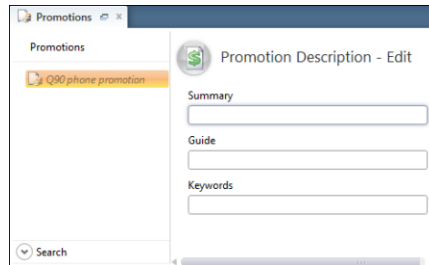 Promotions
Promotions
Q90 phone promotion
Promotion Description - Edit
Summary
Guide
Keywords
Search